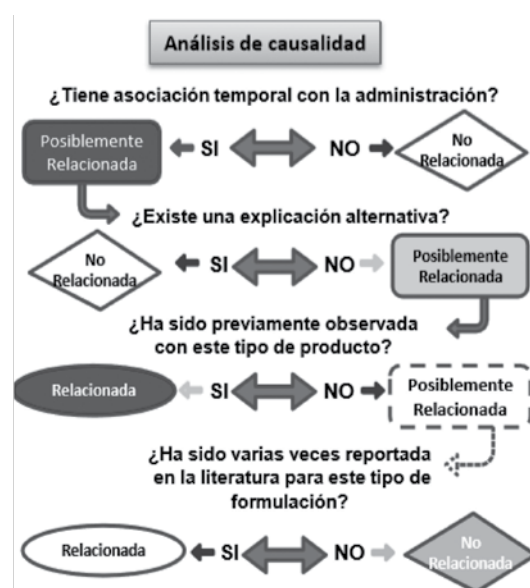 Análisis de causalidad
¿Tiene asociación temporal con la administración?
Posiblemente
Relacionada
SI
NO
No
Relacionada
¿Existe una explicación alternativa?
No
Relacionada
SI
NO
Posiblemente
Relacionada
¿Ha sido previamente observada
con este tipo de producto?
Relacionada
SI
NO
Posiblemente
Relacionada
¿Ha sido varias veces reportada
en la literatura para este tipo de
formulación?
Relacionada
SI
NO
No
Relacionada